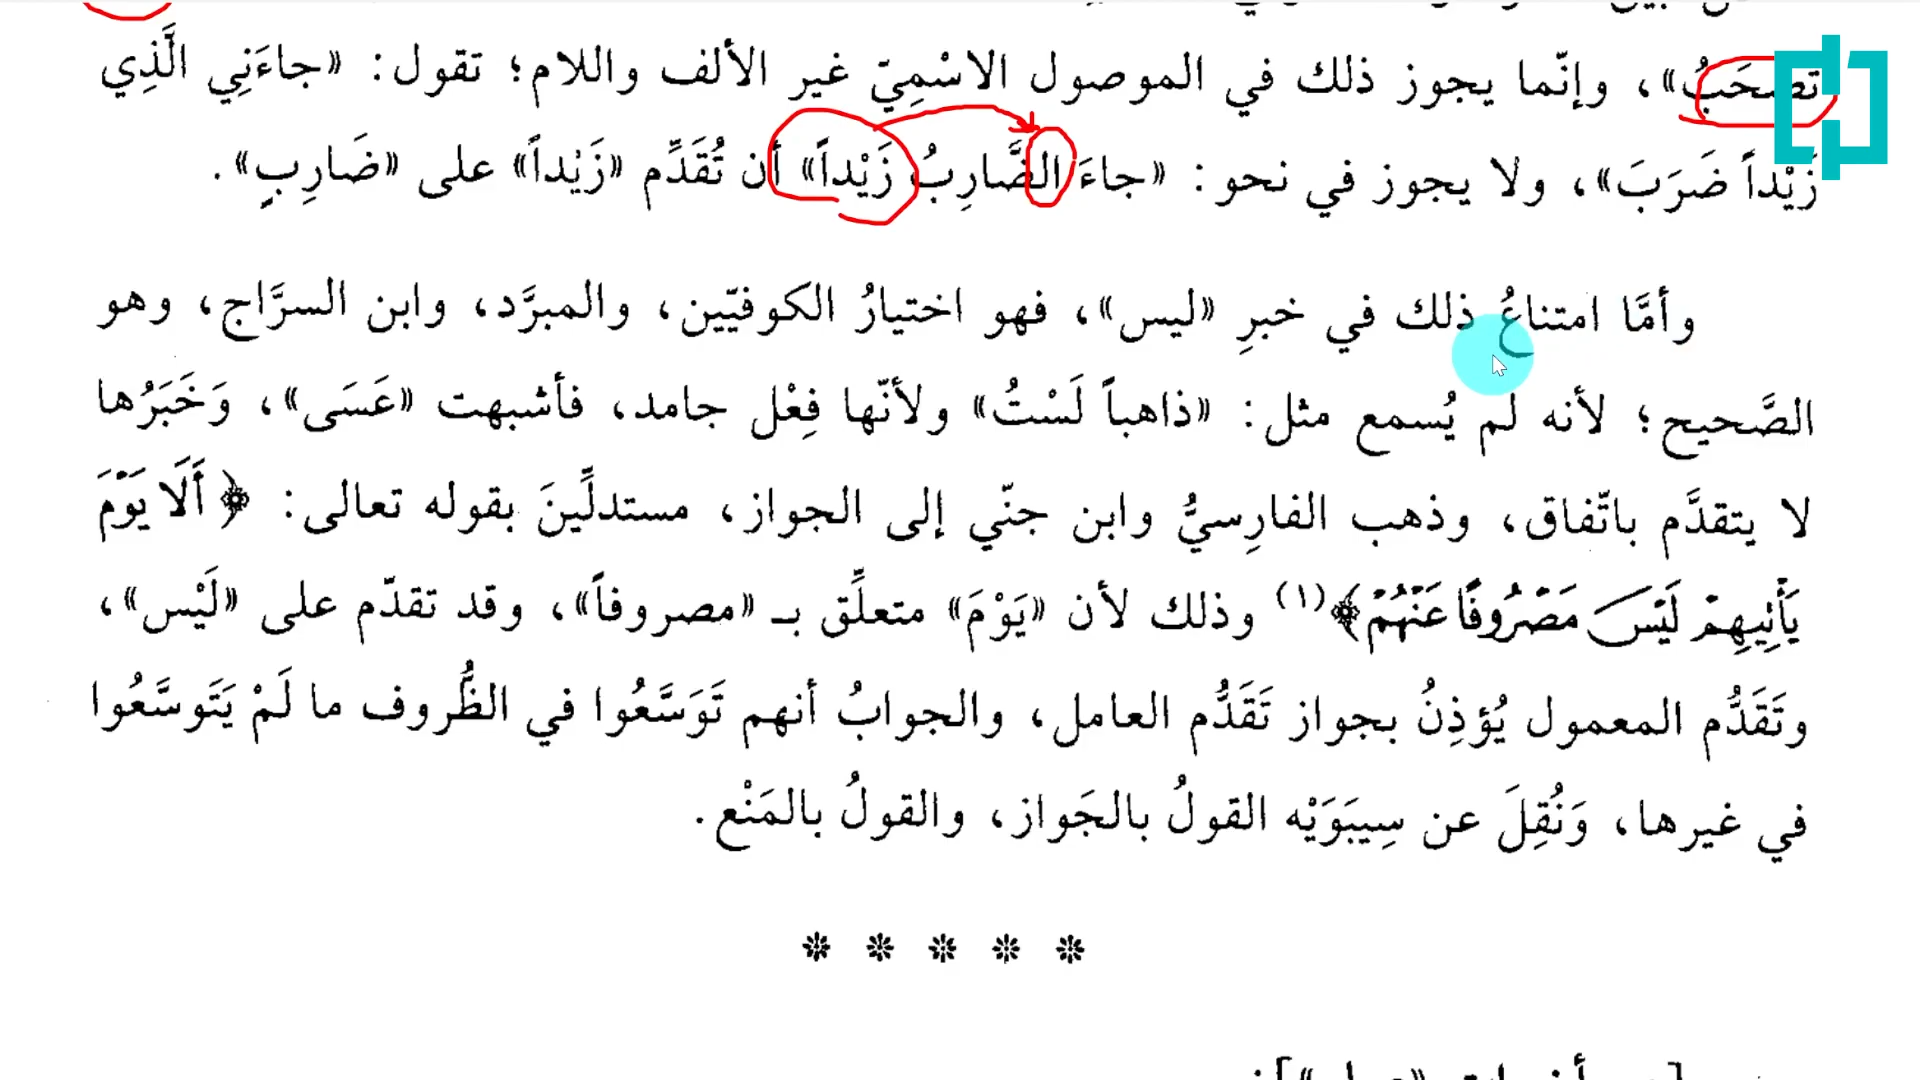 تصحَبُ»، وإنّما يجوز ذلك في الموصول الاسْمِيّ غير الألف واللام؛ تقول: «جاءَنِي الَّذِي
زَيْداً ضَرَبَ»، ولا يجوز في نحو: «جاءَ الضَّارِبُ زَيْداً» أن تُقَدِّم «زَيْداً» على «ضَارِبٍ».
وأمَّا امتناعُ ذلك في خبرِ «ليس»، فهو اختيارُ الكوفيّين، والمبرَّد، وابن السرَّاج، وهو
الصَّحيح؛ لأنه لم يُسمع مثل: «ذاهباً لَسْتُ» ولأنّها فِعْل جامد، فأشبهت «عَسَى»، وَخَبَرُها
لا يتقدَّم باتّفاق، وذهب الفارِسيُّ وابن جنّي إلى الجواز، مستدلِّينَ بقوله تعالى: ﴿أَلَا يَوْمَ
يَأْتِيهِمْ لَيْسَ مَصْرُوفًا عَنْهُمْ﴾(١) وذلك لأن «يَوْمَ» متعلِّق بـ «مصروفاً»، وقد تقدّم على «لَيْس»،
وتَقَدُّم المعمول يُؤذِنُ بجواز تَقَدُّم العامل، والجوابُ أنهم تَوَسَّعُوا في الظُّروف ما لَمْ يَتَوسَّعُوا
في غيرها، وَنُقِلَ عن سِيبَوَيْه القولُ بالجَواز، والقولُ بالمَنْع.